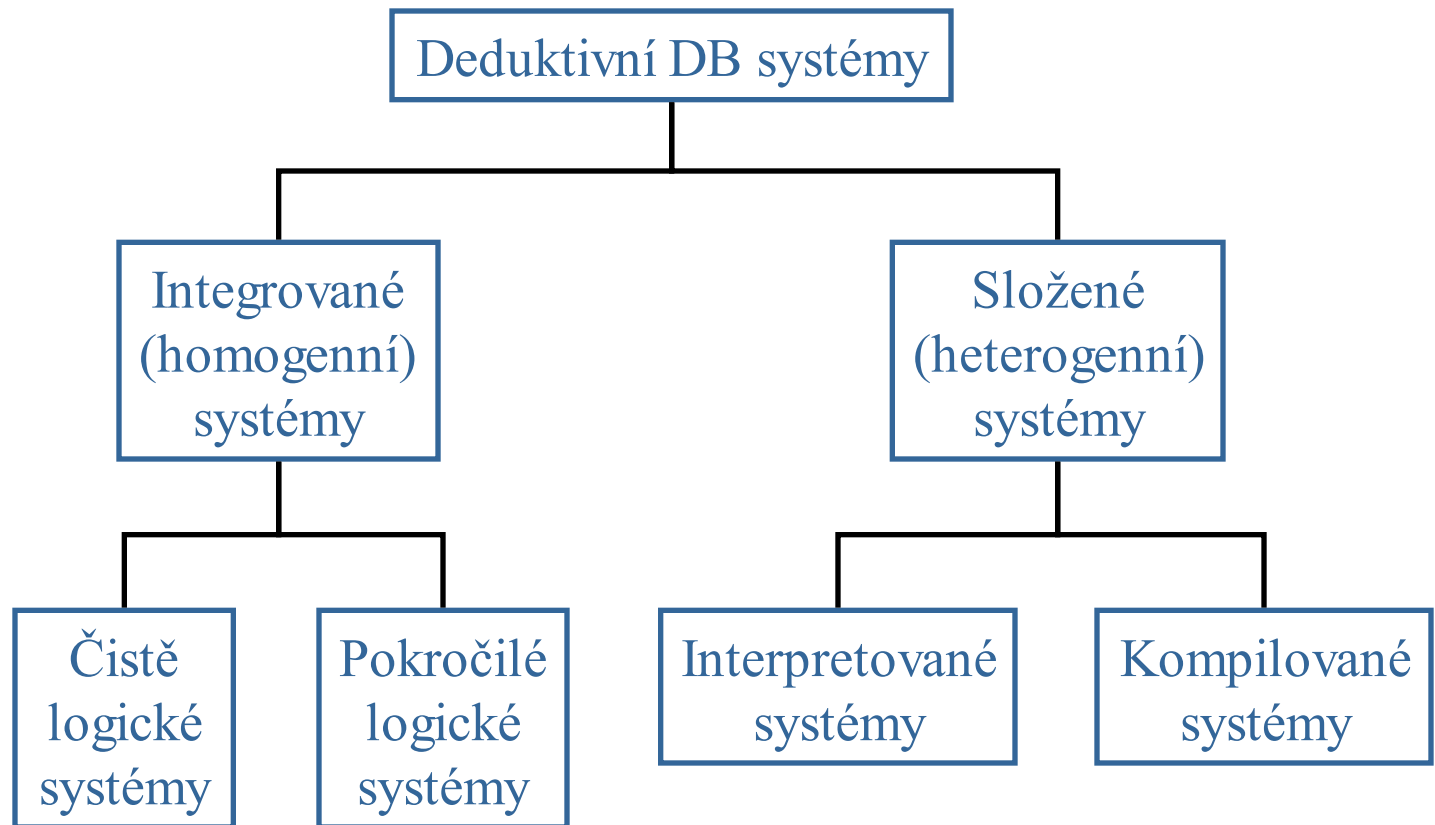 Deduktivní DB systémy
Integrované
(homogenní)
systémy
Složené
(heterogenní)
systémy
Čistě
logické
systémy
Pokročilé
logické
systémy
Interpretované
systémy
Kompilované
systémy